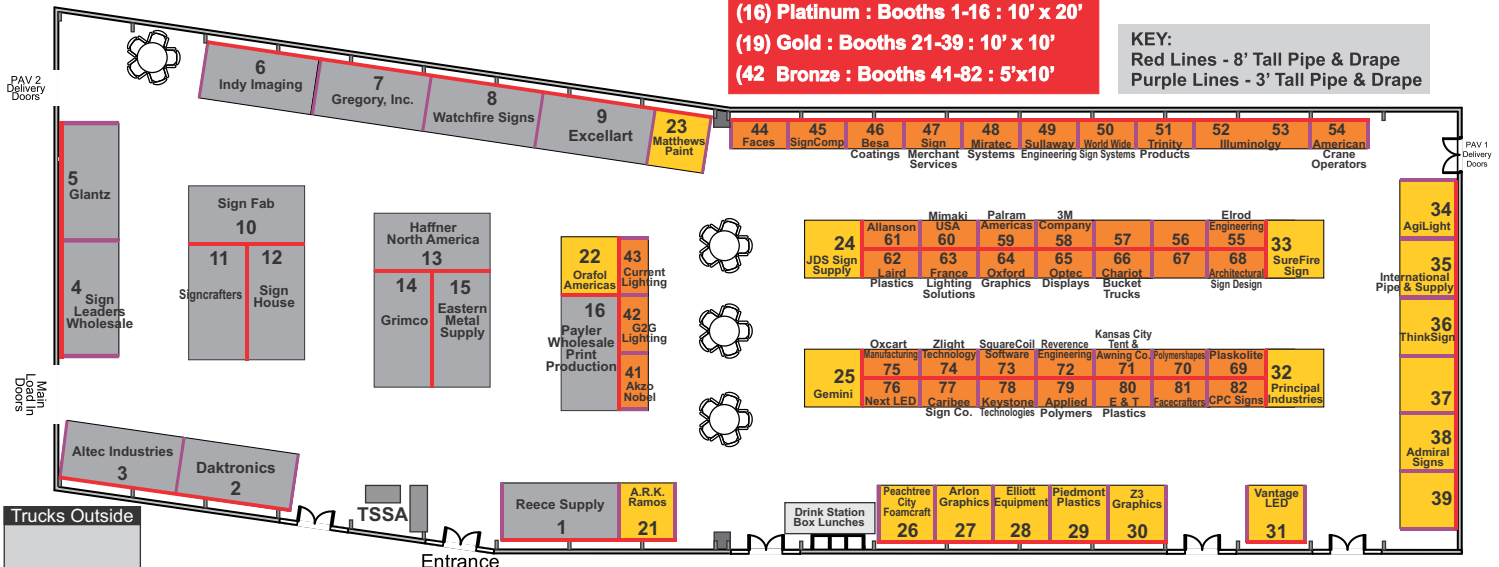 (16) Platinum : Booths 1-16 : 10' x 20'
(19) Gold : Booths 21-39 : 10' x 10'
(42 Bronze : Booths 41-82 : 5'x10'
KEY:
Red Lines - 8' Tall Pipe & Drape
Purple Lines - 3' Tall Pipe & Drape
PAV 2
Delivery
Doors
6
Indy Imaging
7
Gregory, Inc.
8
Watchfire Signs
9
Excellart
23
Matthews
Paint
44
Faces
45
SignComp
46
Besa
Coatings
47
Sign
Merchant
Services
48
Miratec
Systems
49
Sullaway
Engineering
50
World Wide
Sign Systems
51
Trinity
Products
52 53
Illuminolgy
54
American
Crane
Operators
PAV 1
Delivery
Doors
5
Glantz
4
Sign
Leaders
Wholesale
Sign Fab
10
11
Signcrafters
12
Sign
House
Haffner
North America
13
14
Grimco
15
Eastern
Metal
Supply
22
Orafol
Americas
43
Current
Lighting
16
Payler
Wholesale
Print
Production
42
G2G
Lighting
41
Akzo
Nobel
24
JDS Sign
Supply
Allanson
61
Mimaki
USA
60
Palram
Americas
59
3M
Company
58
57
56
Elrod
Engineering
55
33
SureFire
Sign
62
Laird
Plastics
63
France
Lighting
Solutions
64
Oxford
Graphics
65
Optec
Displays
66
Chariot
Bucket
Trucks
67
68
Architectural
Sign Design
34
AgiLight
35
International
Pipe & Supply
36
ThinkSign
37
38
Admiral
Signs
39
25
Gemini
Oxcart
Manufacturing
75
Zlight
Technology
74
SquareCoil
Software
73
Reverence
Engineering
72
Kansas City
Tent &
Awning Co.
71
Polymershapes
70
Plaskolite
69
32
Principal
Industries
76
Next LED
77
Caribee
Sign Co.
78
Keystone
Technologies
79
Applied
Polymers
80
E & T
Plastics
81
Facecrafters
82
CPC Signs
Main
Load In
Doors
Altec Industries
3
Daktronics
2
Trucks Outside
TSSA
Entrance
Reece Supply
1
A.R.K.
Ramos
21
Drink Station
Box Lunches
Peachtree
City
Foamcraft
26
Arlon
Graphics
27
Elliott
Equipment
28
Piedmont
Plastics
29
Z3
Graphics
30
Vantage
LED
31